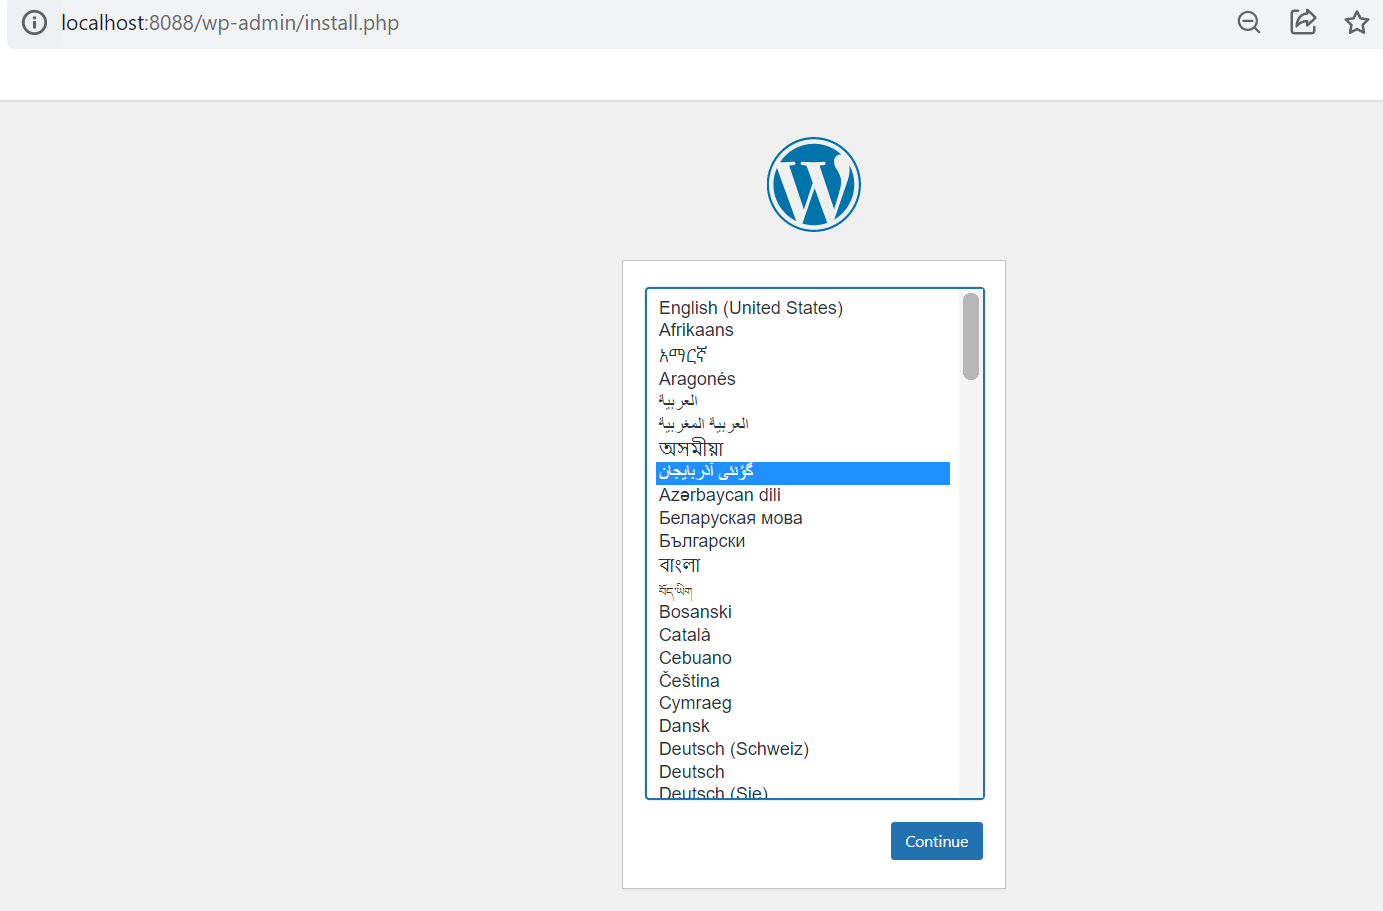 localhost:8088/wp-admin/install.php
English (United States)
Afrikaans
አማርኛ
Aragonés
العربية
العربية المغربية
অসমীয়া
گؤنئی آذربایجان
Azərbaycan dili
Беларуская мова
Български
বাংলা
བོད་ཡིག
Bosanski
Català
Cebuano
Čeština
Cymraeg
Dansk
Deutsch (Schweiz)
Deutsch
Deutsch (Sie)
Continue